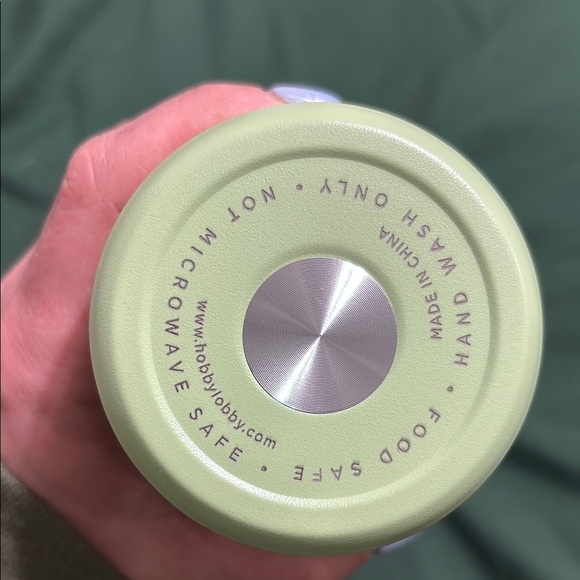 FOOD SAFE • HAND WASH ONLY • NOT MICROWAVE SAFE •
MADE IN CHINA
www.hobbylobby.com